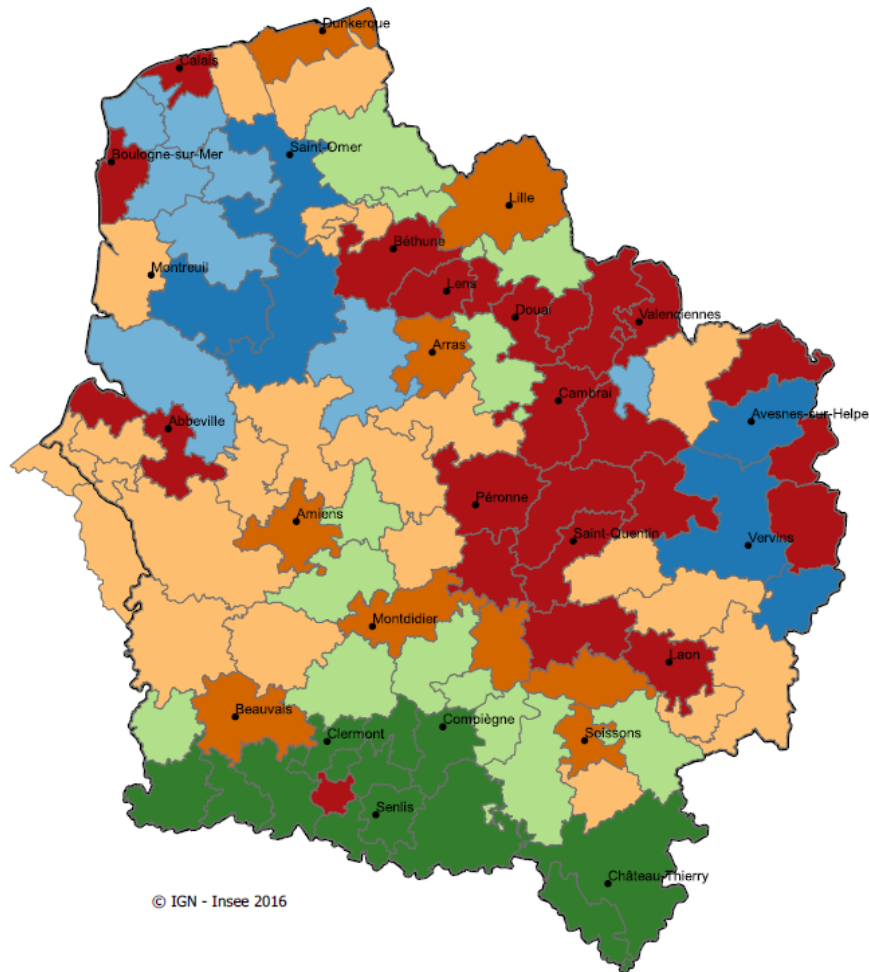 Dunkerque
Calais
Saint-Omer
Boulogne-sur-Mer
Lille
Béthune
Montreuil
Lens
Douai
Valenciennes
Arras
Cambrai
Avesnes-sur-Helpe
Abbeville
Péronne
Amiens
Saint-Quentin
Vervins
Montdidier
Laon
Beauvais
Compiègne
Clermont
Soissons
Senlis
Château-Thierry
© IGN - Insee 2016